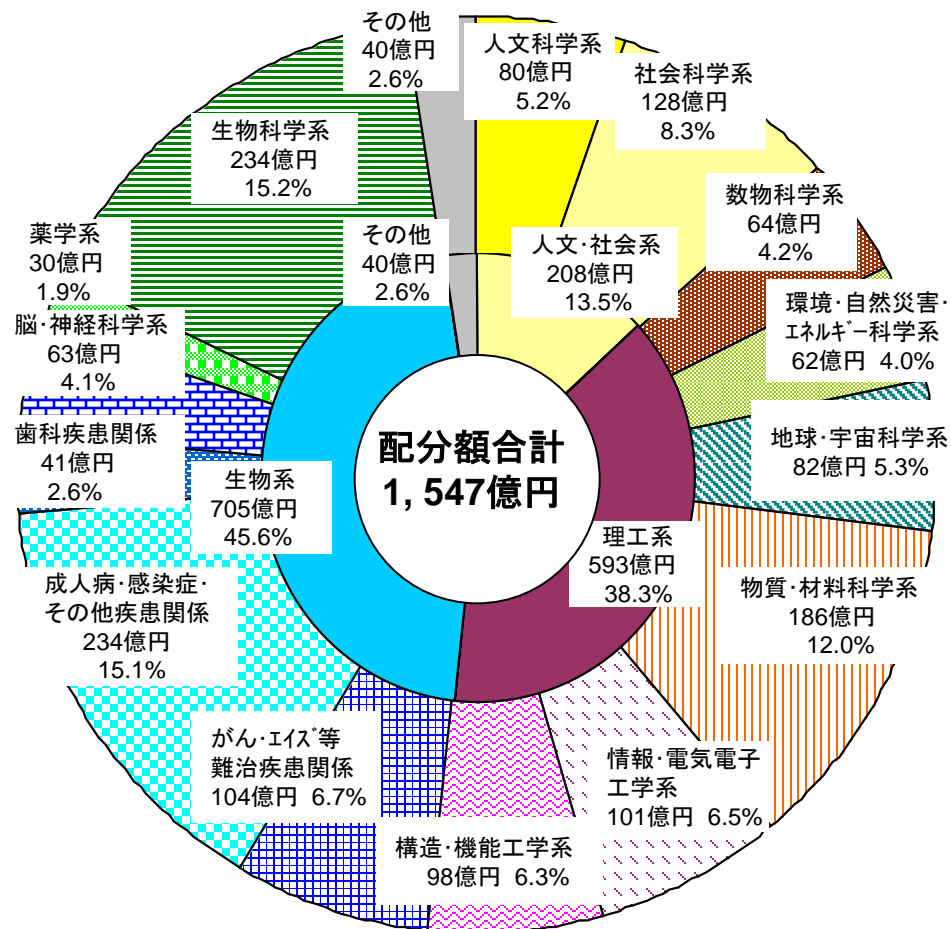 その他
40億円
2.6%
人文科学系
80億円
5.2%
社会科学系
128億円
8.3%
数物科学系
64億円
4.2%
環境・自然災害・
エネルギー科学系
62億円 4.0%
地球・宇宙科学系
82億円 5.3%
物質・材料科学系
186億円
12.0%
情報・電気電子
工学系
101億円 6.5%
構造・機能工学系
98億円 6.3%
がん・エイズ等
難治疾患関係
104億円 6.7%
成人病・感染症・
その他疾患関係
234億円
15.1%
歯科疾患関係
41億円
2.6%
脳・神経科学系
63億円
4.1%
薬学系
30億円
1.9%
生物科学系
234億円
15.2%
その他
40億円
2.6%
人文・社会系
208億円
13.5%
理工系
593億円
38.3%
生物系
705億円
45.6%
配分額合計
1,547億円